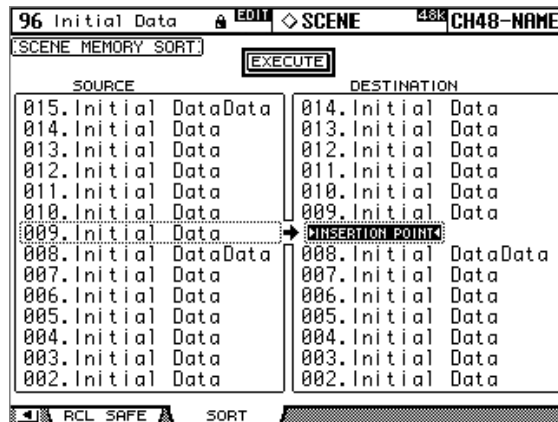 96 Initial Data EDIT ◇SCENE 48K CH48-NAME
SCENE MEMORY SORT
EXECUTE
SOURCE DESTINATION
015.Initial DataData 014.Initial Data
014.Initial Data 013.Initial Data
013.Initial Data 012.Initial Data
012.Initial Data 011.Initial Data
011.Initial Data 010.Initial Data
010.Initial Data 009.Initial Data
009.Initial Data INSERTION POINT
008.Initial DataData 008.Initial DataData
007.Initial Data 007.Initial Data
006.Initial Data 006.Initial Data
005.Initial Data 005.Initial Data
004.Initial Data 004.Initial Data
003.Initial Data 003.Initial Data
002.Initial Data 002.Initial Data
RCL SAFE SORT